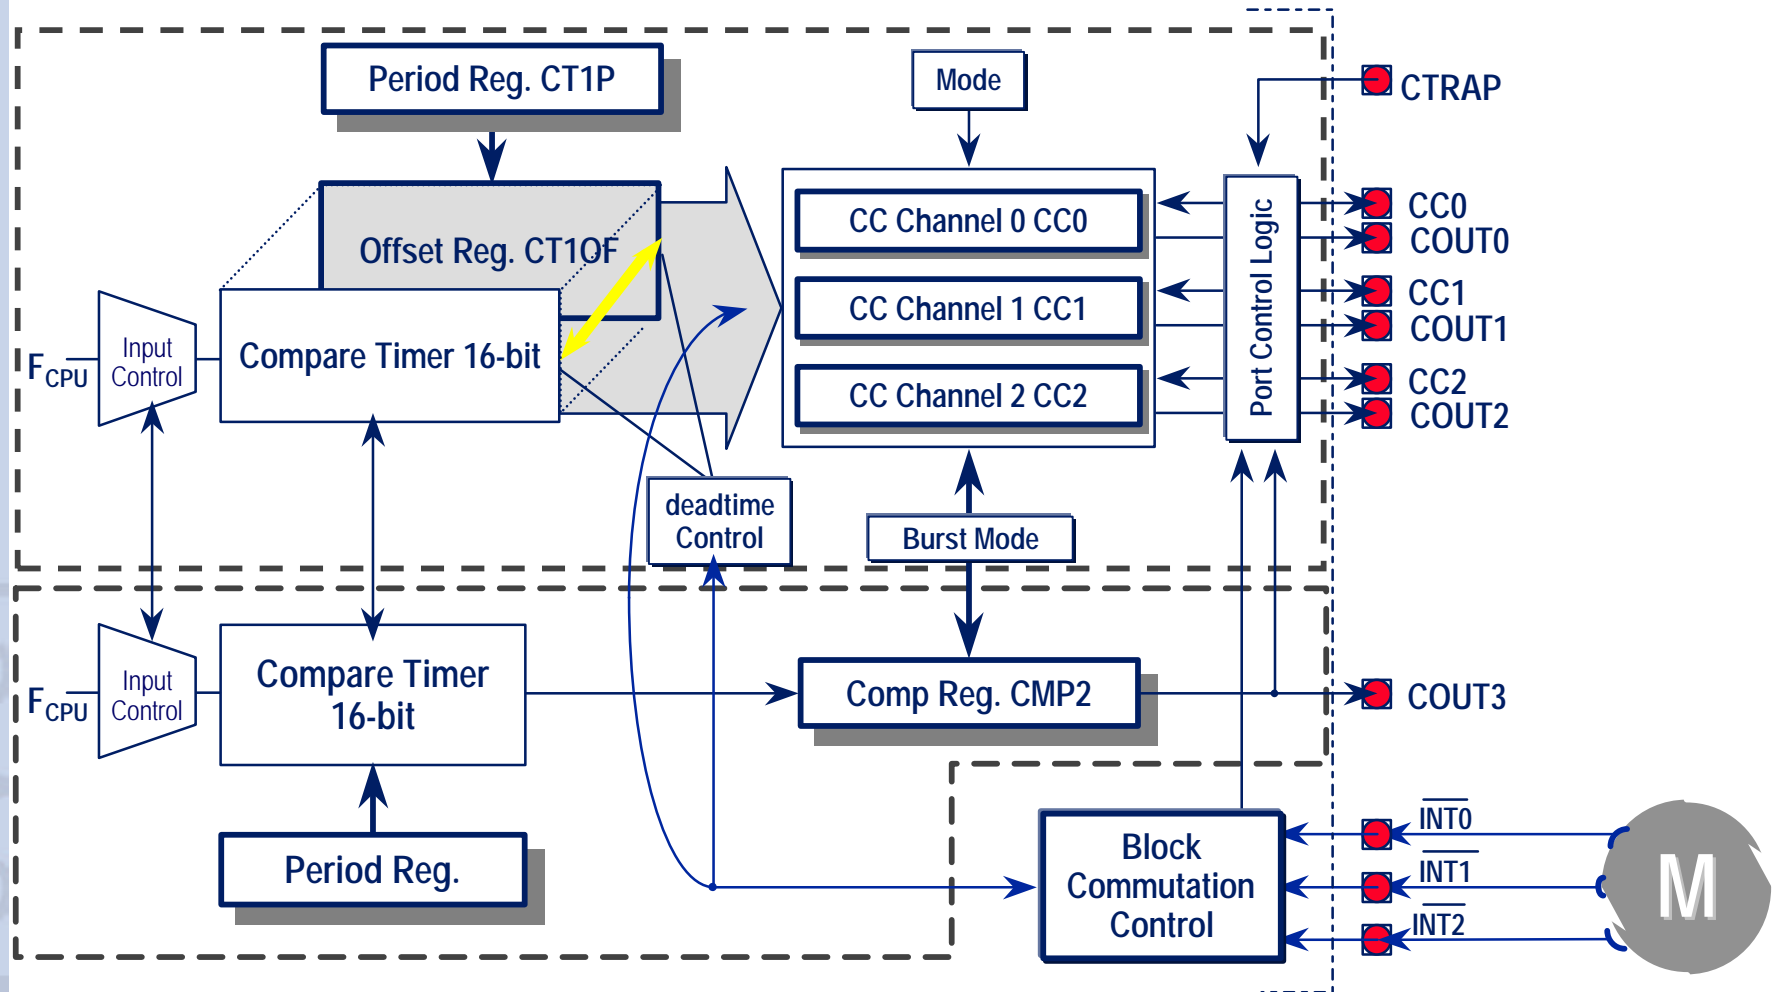 Period Reg. CT1P
Mode
CTRAP
Offset Reg. CT1OF
CC Channel 0 CC0
CC0
COUT0
Port Control Logic
CC Channel 1 CC1
CC1
COUT1
FCPU
Input
Control
Compare Timer 16-bit
CC Channel 2 CC2
CC2
COUT2
deadtime
Control
Burst Mode
FCPU
Input
Control
Compare Timer
16-bit
Comp Reg. CMP2
COUT3
Period Reg.
Block
Commutation
Control
INT0
INT1
INT2
M